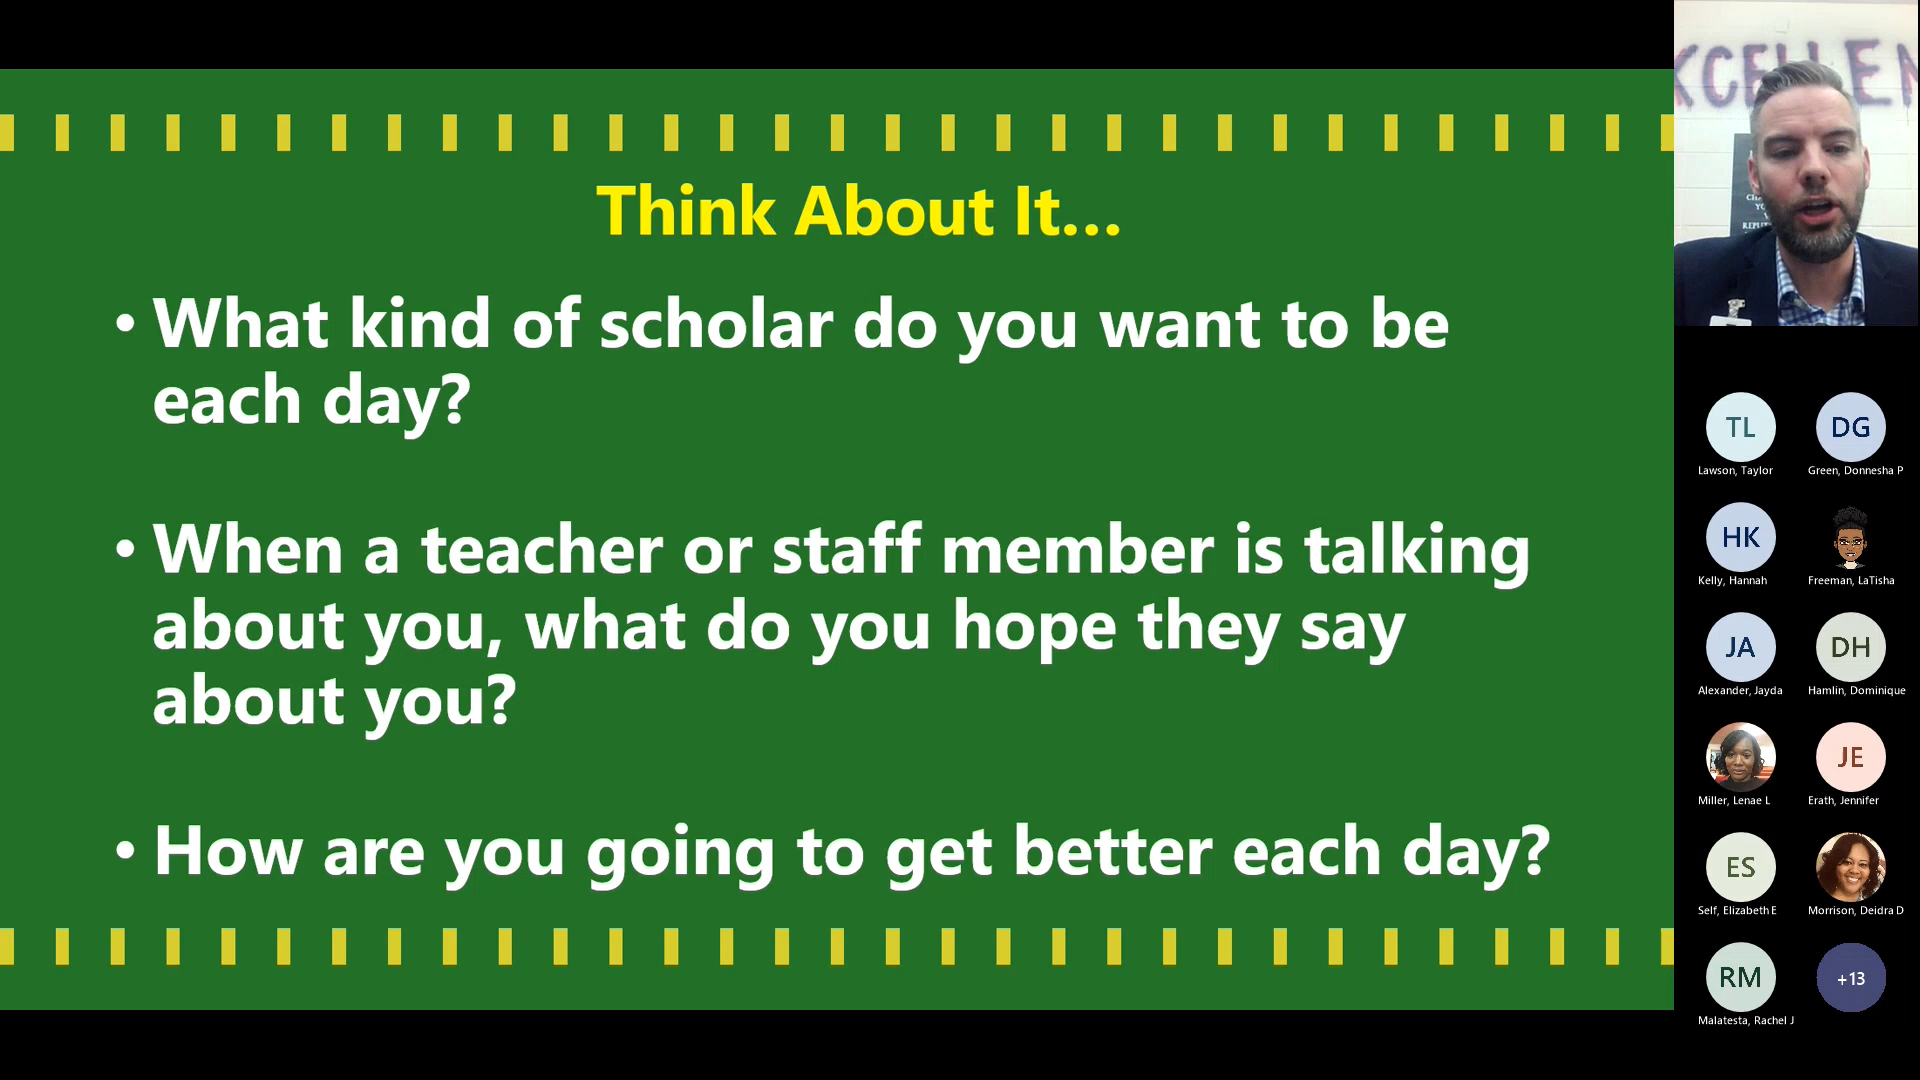 Think About It...
• What kind of scholar do you want to be
each day?
• When a teacher or staff member is talking
about you, what do you hope they say
about you?
• How are you going to get better each day?
XCELLEN
TL
Lawson, Taylor
DG
Green, Donnesha P
HK
Kelly, Hannah
Freeman, LaTisha
JA
Alexander, Jayda
DH
Hamlin, Dominique
Miller, Lenae L
JE
Erath, Jennifer
ES
Self, Elizabeth E
Morrison, Deidra D
RM
Malatesta, Rachel J
+13